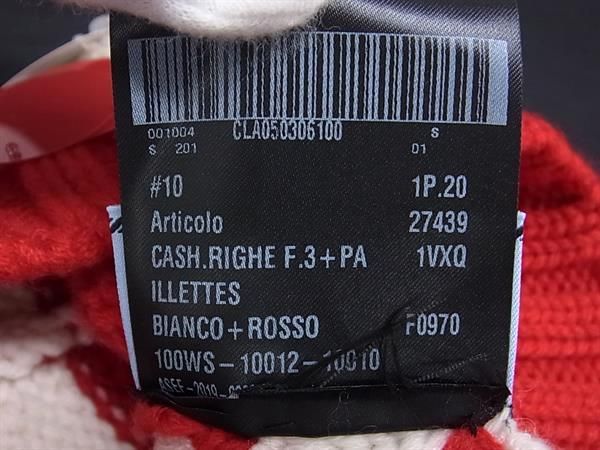 001004 CLA050306100 S
S 201 01
#10 1P.20
Articolo 27439
CASH.RIGHE F.3+PA 1VXQ
ILLETTES
BIANCO+ROSSO F0970
100WS-10012-10010